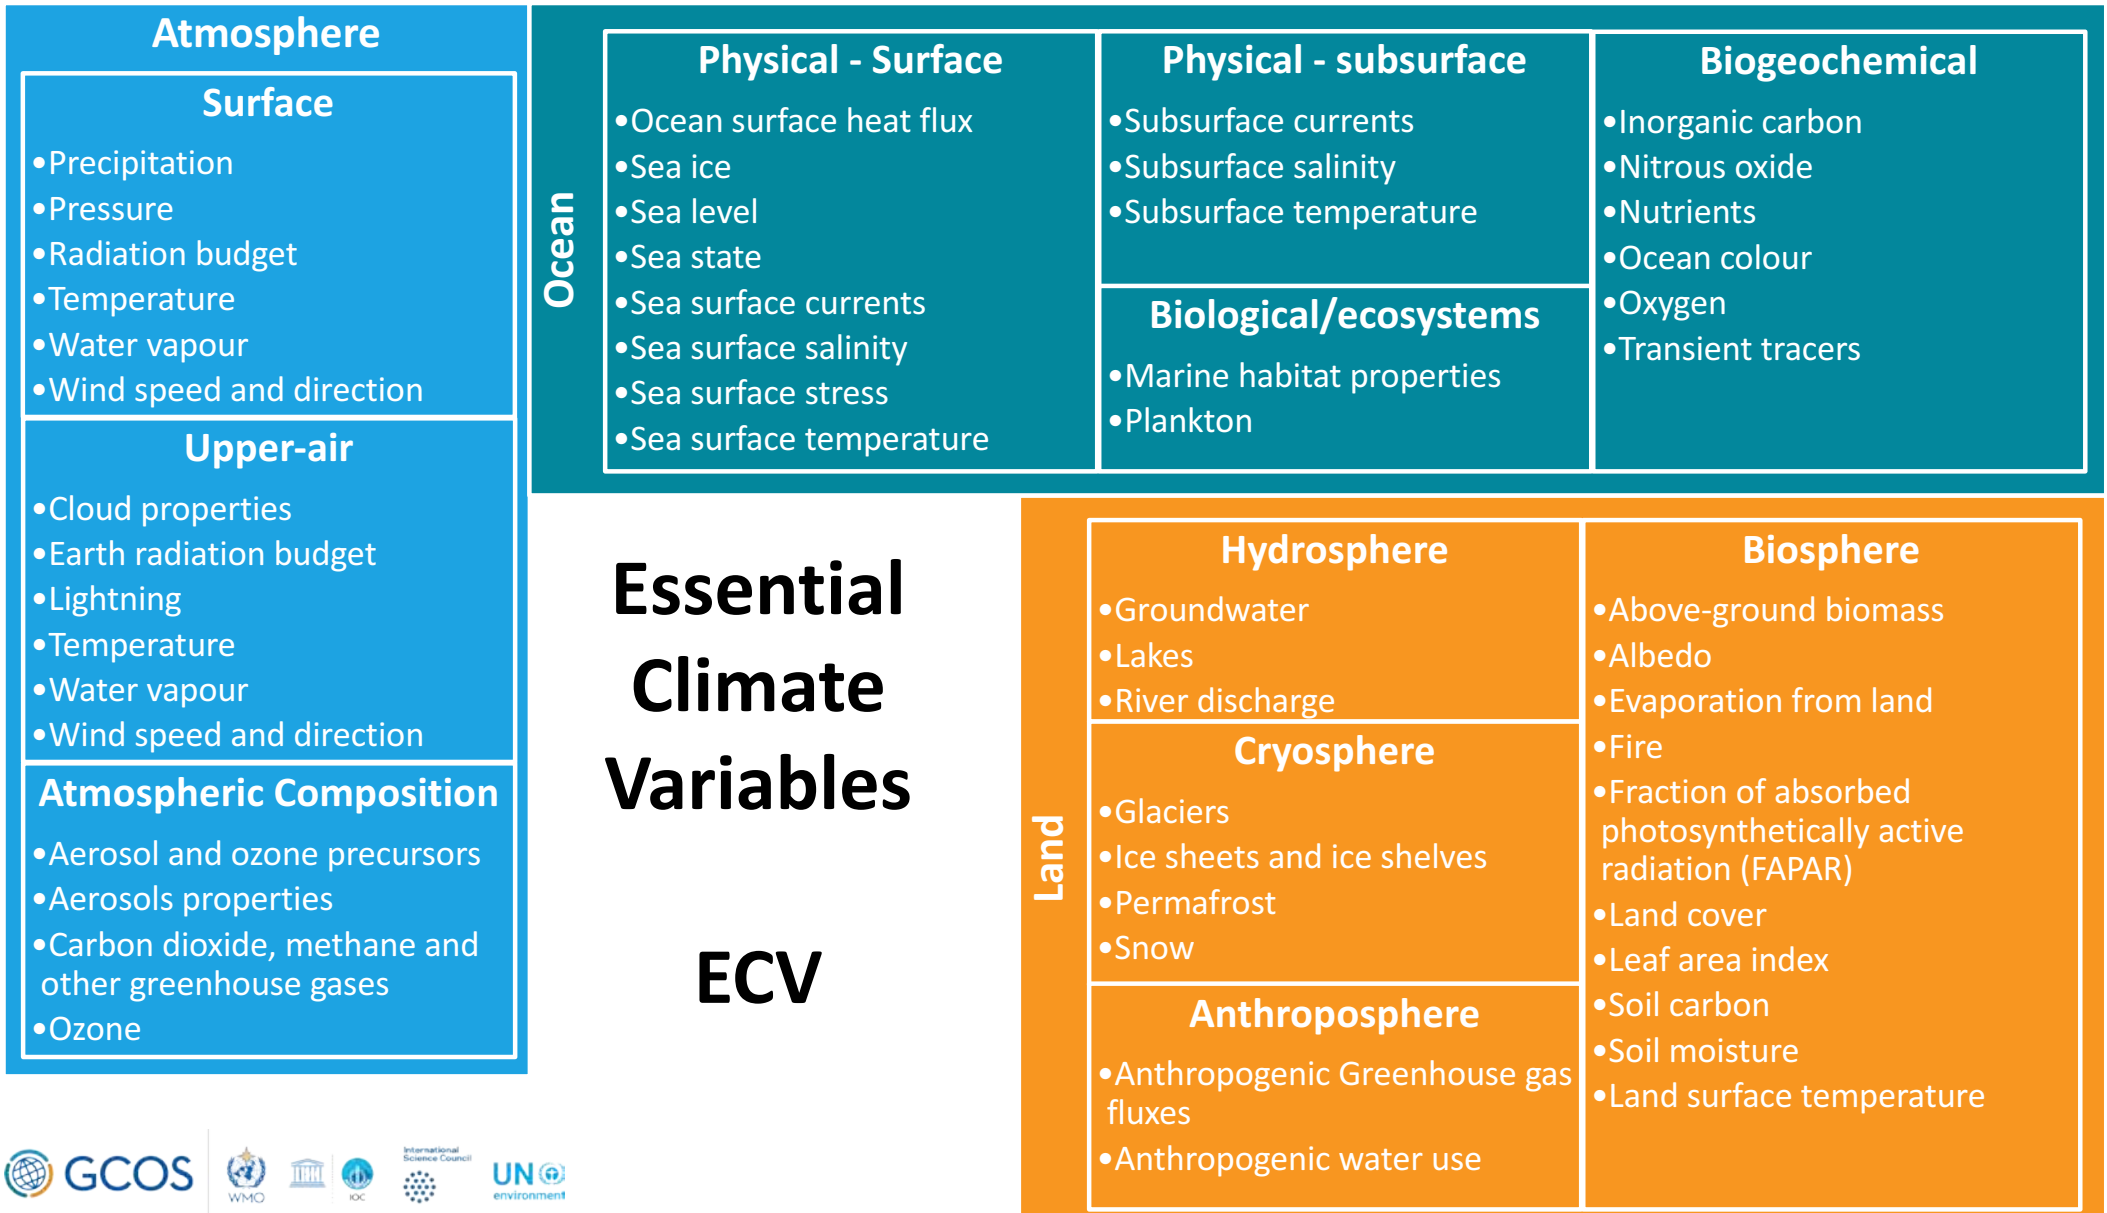 Atmosphere
Surface
•Precipitation
•Pressure
•Radiation budget
•Temperature
•Water vapour
•Wind speed and direction
Upper-air
•Cloud properties
•Earth radiation budget
•Lightning
•Temperature
•Water vapour
•Wind speed and direction
Atmospheric Composition
•Aerosol and ozone precursors
•Aerosols properties
•Carbon dioxide, methane and
other greenhouse gases
•Ozone
Ocean
Physical - Surface
•Ocean surface heat flux
•Sea ice
•Sea level
•Sea state
•Sea surface currents
•Sea surface salinity
•Sea surface stress
•Sea surface temperature
Physical - subsurface
•Subsurface currents
•Subsurface salinity
•Subsurface temperature
Biological/ecosystems
•Marine habitat properties
•Plankton
Biogeochemical
•Inorganic carbon
•Nitrous oxide
•Nutrients
•Ocean colour
•Oxygen
•Transient tracers
Essential
Climate
Variables
ECV
Land
Hydrosphere
•Groundwater
•Lakes
•River discharge
Cryosphere
•Glaciers
•Ice sheets and ice shelves
•Permafrost
•Snow
Anthroposphere
•Anthropogenic Greenhouse gas
fluxes
•Anthropogenic water use
Biosphere
•Above-ground biomass
•Albedo
•Evaporation from land
•Fire
•Fraction of absorbed
photosynthetically active
radiation (FAPAR)
•Land cover
•Leaf area index
•Soil carbon
•Soil moisture
•Land surface temperature
GCOS
WMO
IOC
International
Science Council
UN
environment